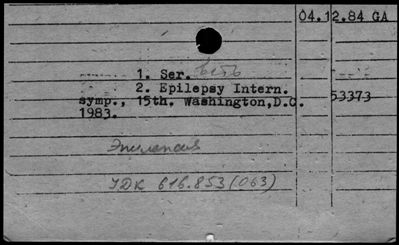 04.12.84 GA
1. Ser.
2. Epilepsy Intern.
symp., 15th. Washington,D.C.
1983.
53373
Эпилепсия
УДК 616.853(063)